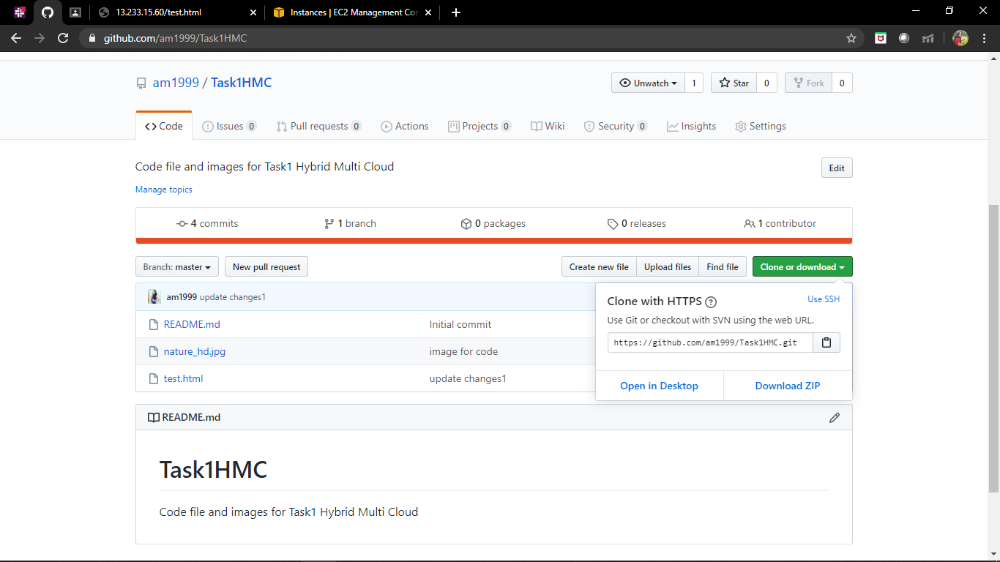 13.233.15.60/test.html
Instances | EC2 Management Con
github.com/am1999/Task1HMC
am1999 / Task1HMC
Unwatch 1
Star 0
Fork 0
Code
Issues 0
Pull requests 0
Actions
Projects 0
Wiki
Security 0
Insights
Settings
Code file and images for Task1 Hybrid Multi Cloud
Edit
Manage topics
4 commits
1 branch
0 packages
0 releases
1 contributor
Branch: master
New pull request
Create new file
Upload files
Find file
Clone or download
am1999 update changes1
README.md Initial commit
nature_hd.jpg image for code
test.html update changes1
Clone with HTTPS
Use SSH
Use Git or checkout with SVN using the web URL.
https://github.com/am1999/Task1HMC.git
Open in Desktop
Download ZIP
README.md
Task1HMC
Code file and images for Task1 Hybrid Multi Cloud